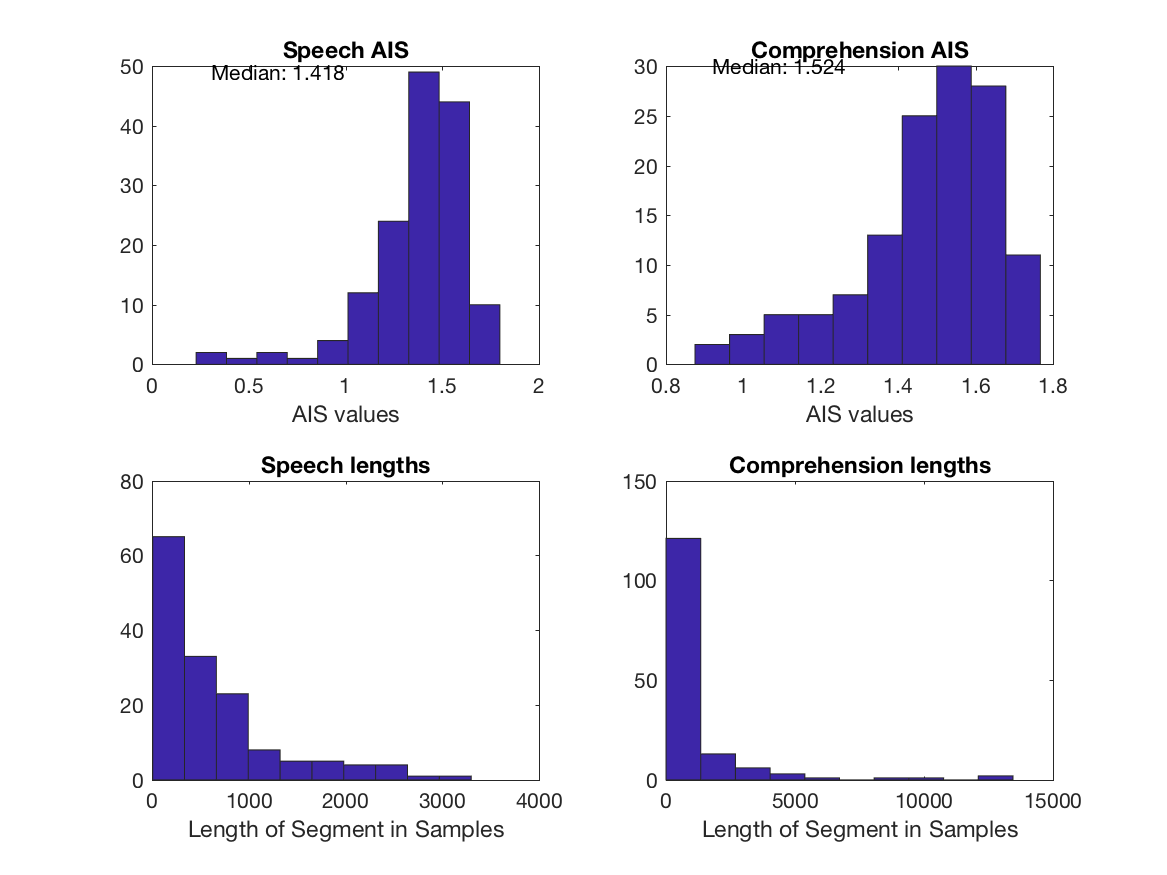 Speech AIS
Median: 1.418
50
40
30
20
10
0
0 0.5 1 1.5 2
AIS values
Comprehension AIS
Median: 1.524
30
25
20
15
10
5
0
0.8 1 1.2 1.4 1.6 1.8
AIS values
Speech lengths
80
60
40
20
0
0 1000 2000 3000 4000
Length of Segment in Samples
Comprehension lengths
150
100
50
0
0 5000 10000 15000
Length of Segment in Samples